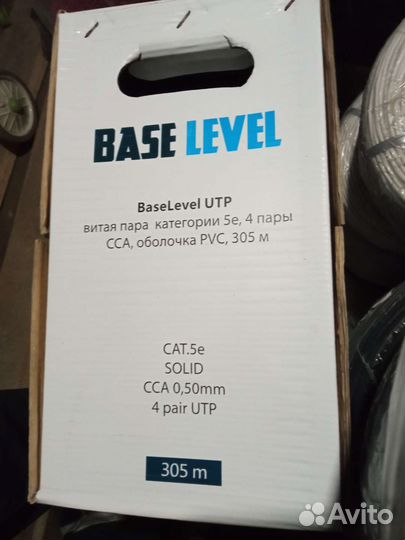 BASE LEVEL
BaseLevel UTP
витая пара категории 5е, 4 пары
CCA, оболочка PVC, 305 м
CAT.5e
SOLID
CCA 0,50mm
4 pair UTP
305 m
Avito